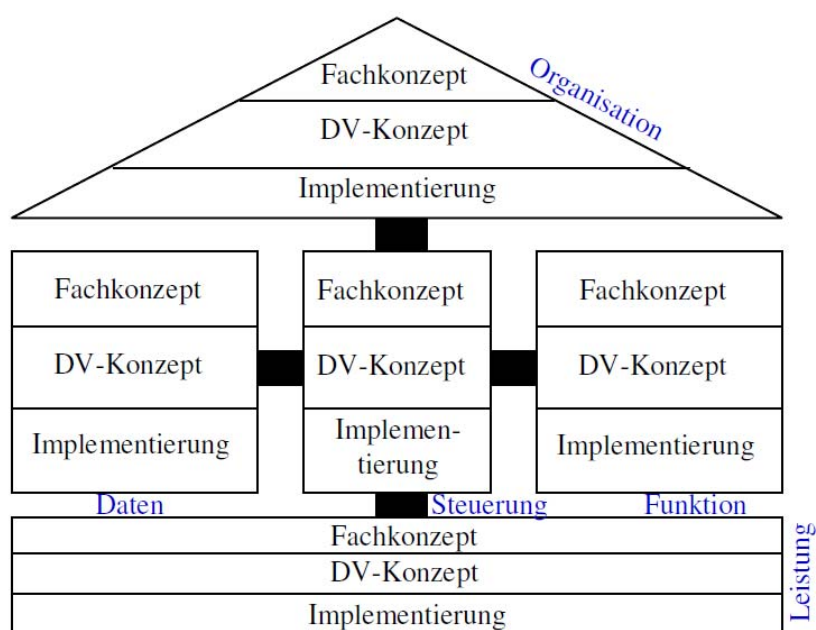 Fachkonzept
Organisation
DV-Konzept
Implementierung
Fachkonzept
Fachkonzept
Fachkonzept
DV-Konzept
DV-Konzept
DV-Konzept
Implementierung
Implemen-
tierung
Implementierung
Daten
Steuerung
Funktion
Fachkonzept
DV-Konzept
Implementierung
Leistung